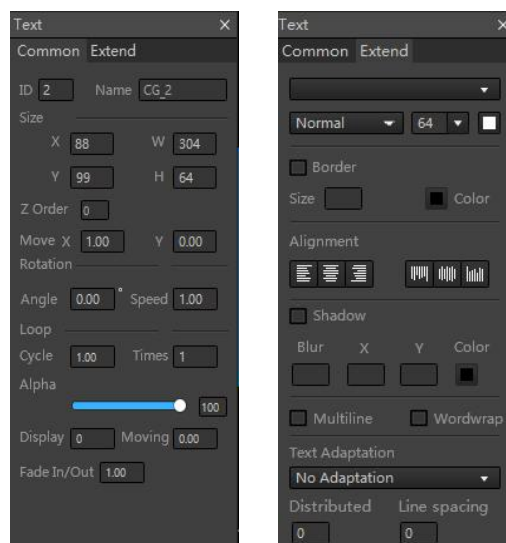 Text
Common Extend
ID 2 Name CG_2
Size
X 88 W 304
Y 99 H 64
Z Order 0
Move X 1.00 Y 0.00
Rotation
Angle 0.00 ° Speed 1.00
Loop
Cycle 1.00 Times 1
Alpha
100
Display 0 Moving 0.00
Fade In/Out 1.00
Text
Common Extend
Normal 64
Border
Size Color
Alignment
Shadow
Blur X Y Color
Multiline Wordwrap
Text Adaptation
No Adaptation
Distributed Line spacing
0 0